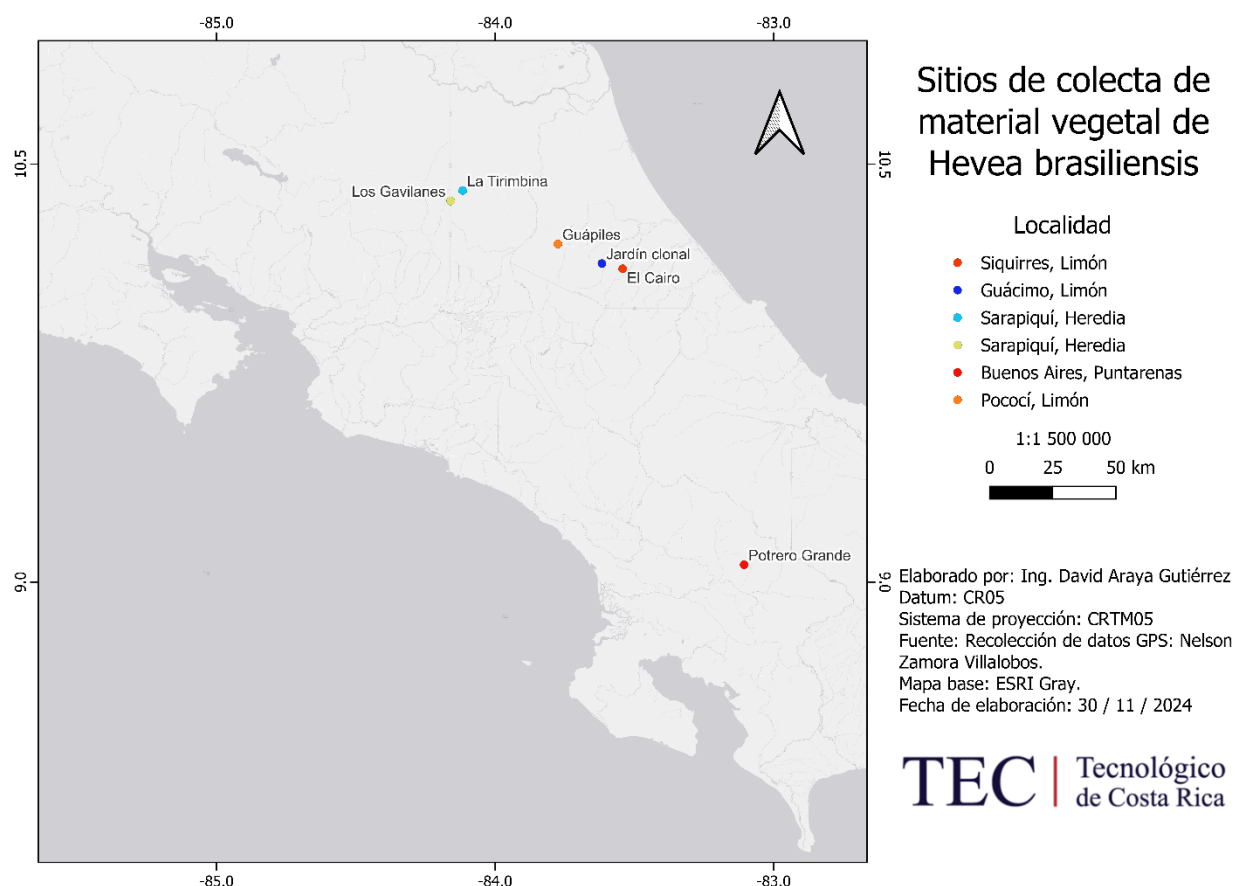 -85.0
-84.0
-83.0
10.5
10.5
9.0
9.0
Los Gavilanes
La Tirimbina
Guápiles
Jardín clonal
El Cairo
Potrero Grande
-85.0
-84.0
-83.0
Sitios de colecta de
material vegetal de
Hevea brasiliensis
Localidad
Siquirres, Limón
Guácimo, Limón
Sarapiquí, Heredia
Sarapiquí, Heredia
Buenos Aires, Puntarenas
Pococí, Limón
1:1 500 000
0 25 50 km
Elaborado por: Ing. David Araya Gutiérrez
Datum: CR05
Sistema de proyección: CRTM05
Fuente: Recolección de datos GPS: Nelson
Zamora Villalobos.
Mapa base: ESRI Gray.
Fecha de elaboración: 30 / 11 / 2024
TEC | Tecnológico
de Costa Rica